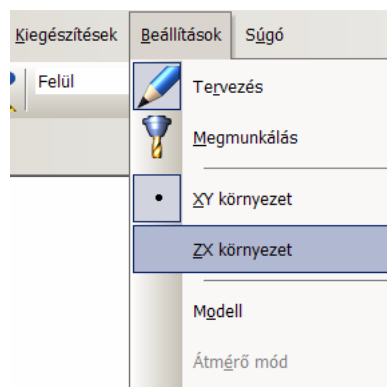 Kiegészítések Beállítások Súgó
Felül
Tervezés
Megmunkálás
XY környezet
ZX környezet
Modell
Átmérő mód